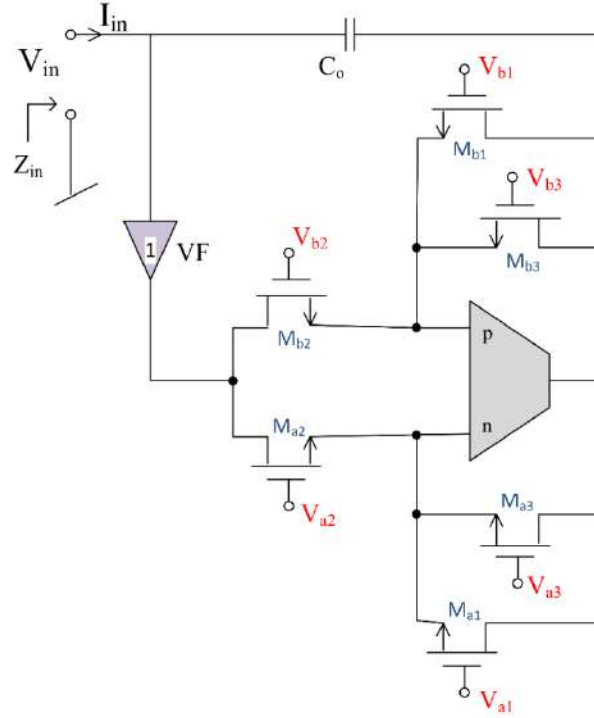 I_in
V_in
C_o
V_b1
M_b1
Z_in
V_b3
1 VF
V_b2
M_b3
M_b2
p
M_a2
n
M_a3
V_a2
V_a3
M_a1
V_a1